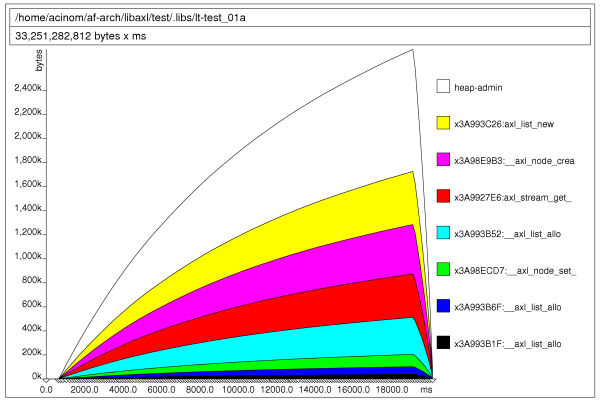 /home/acinom/af-arch/libaxl/test/.libs/lt-test_01a
33,251,282,812 bytes x ms
bytes
2,400k
2,200k
2,000k
1,800k
1,600k
1,400k
1,200k
1,000k
800k
600k
400k
200k
0k
0.0 2000.0 4000.0 6000.0 8000.0 10000.0 12000.0 14000.0 16000.0 18000.0 ms
heap-admin
x3A993C26:axl_list_new
x3A98E9B3:__axl_node_crea
x3A9927E6:axl_stream_get_
x3A993B52:__axl_list_allo
x3A98ECD7:__axl_node_set_
x3A993B6F:__axl_list_allo
x3A993B1F:__axl_list_allo